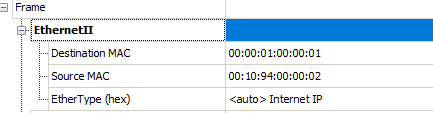 Frame
EthernetII
Destination MAC 00:00:01:00:00:01
Source MAC 00:10:94:00:00:02
EtherType (hex) <auto> Internet IP